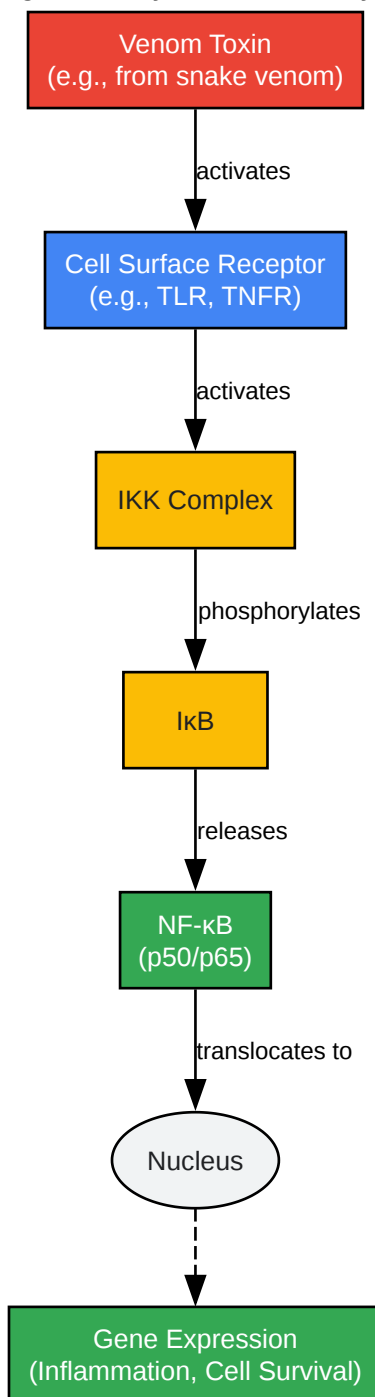 Venom Toxin
(e.g., from snake venom)
activates
Cell Surface Receptor
(e.g., TLR, TNFR)
activates
IKK Complex
phosphorylates
IκB
releases
NF-κB
(p50/p65)
translocates to
Nucleus
Gene Expression
(Inflammation, Cell Survival)